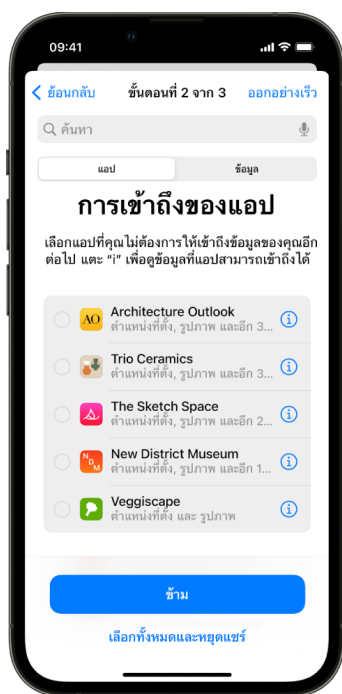 09:41
ย้อนกลับ
ขั้นตอนที่ 2 จาก 3
ออกอย่างเร็ว
ค้นหา
แอป
ข้อมูล
การเข้าถึงของแอป
เลือกแอปที่คุณไม่ต้องการให้เข้าถึงข้อมูลของคุณอีก
ต่อไป แตะ “i” เพื่อดูข้อมูลที่แอปสามารถเข้าถึงได้
AO
Architecture Outlook
ตำแหน่งที่ตั้ง, รูปภาพ และอีก 3...
Trio Ceramics
ตำแหน่งที่ตั้ง, รูปภาพ และอีก 3...
The Sketch Space
ตำแหน่งที่ตั้ง, รูปภาพ และอีก 2...
NDM
New District Museum
ตำแหน่งที่ตั้ง, รูปภาพ และอีก 1...
Veggiscape
ตำแหน่งที่ตั้ง และ รูปภาพ
ข้าม
เลือกทั้งหมดและหยุดแชร์